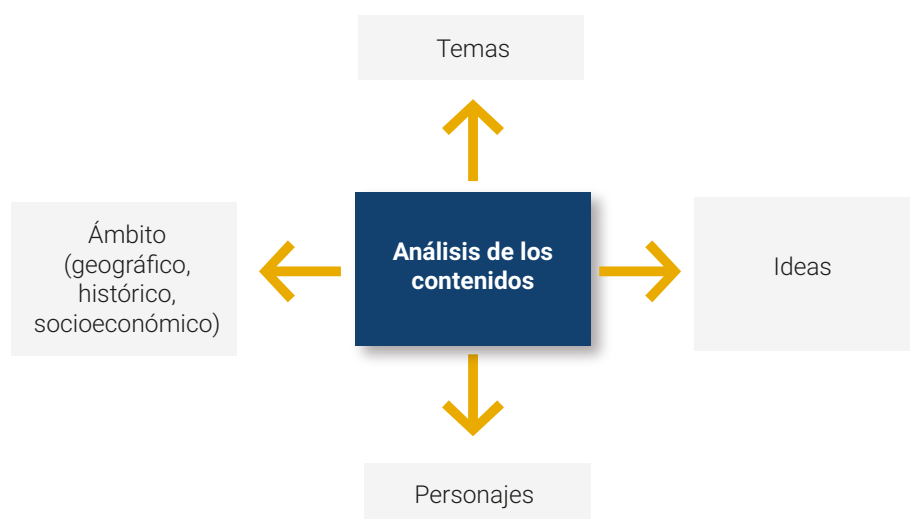 Temas
Ámbito
(geográfico,
histórico,
socioeconómico)
Análisis de los
contenidos
Ideas
Personajes